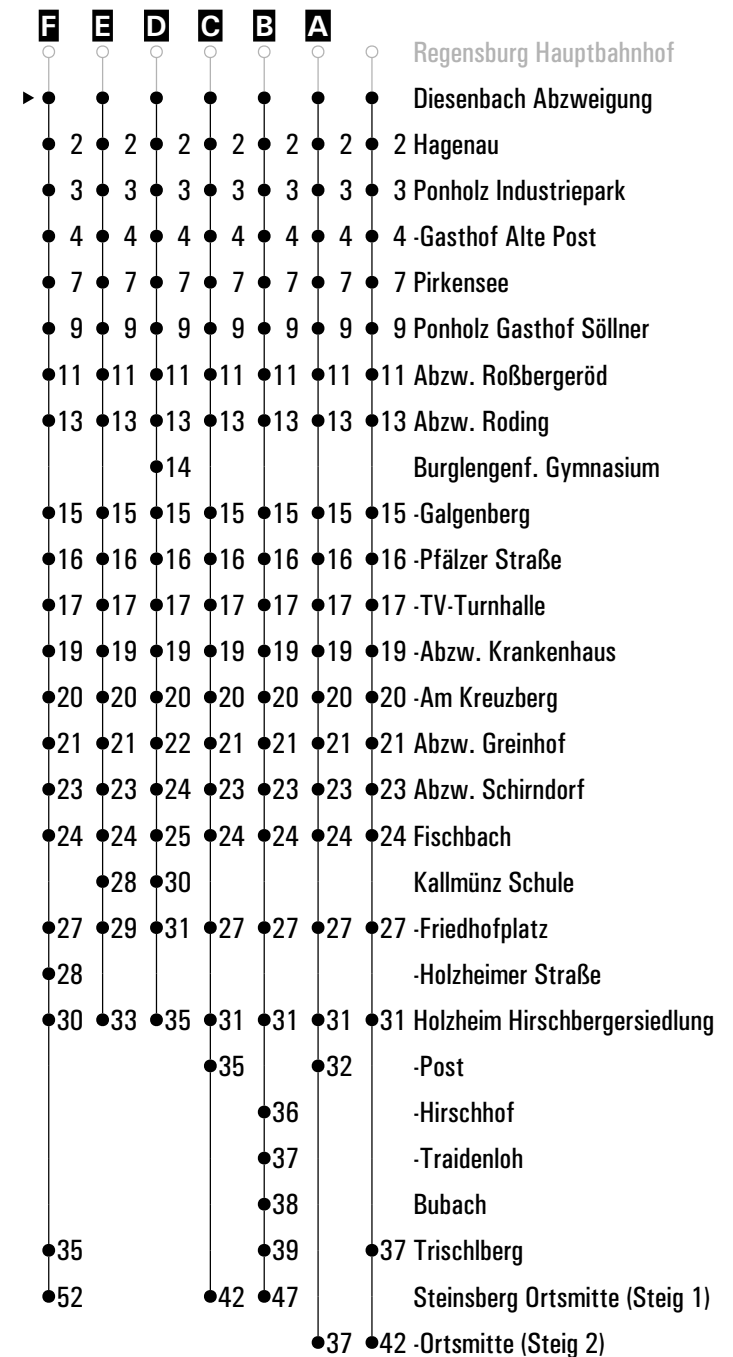 F E D C B A
Regensburg Hauptbahnhof
Diesenbach Abzweigung
2 2 2 2 2 2 2 Hagenau
3 3 3 3 3 3 3 Ponholz Industriepark
4 4 4 4 4 4 4 -Gasthof Alte Post
7 7 7 7 7 7 7 Pirkensee
9 9 9 9 9 9 9 Ponholz Gasthof Söllner
11 11 11 11 11 11 11 Abzw. Roßbergeröd
13 13 13 13 13 13 13 Abzw. Roding
14 Burglengenf. Gymnasium
15 15 15 15 15 15 15 -Galgenberg
16 16 16 16 16 16 16 -Pfälzer Straße
17 17 17 17 17 17 17 -TV-Turnhalle
19 19 19 19 19 19 19 -Abzw. Krankenhaus
20 20 20 20 20 20 20 -Am Kreuzberg
21 21 22 21 21 21 21 Abzw. Greinhof
23 23 24 23 23 23 23 Abzw. Schirndorf
24 24 25 24 24 24 24 Fischbach
28 30 Kallmünz Schule
27 29 31 27 27 27 27 -Friedhofplatz
28 -Holzheimer Straße
30 33 35 31 31 31 31 Holzheim Hirschbergersiedlung
35 32 -Post
36 -Hirschhof
37 -Traidenloh
38 Bubach
35 39 37 Trischlberg
52 42 47 Steinsberg Ortsmitte (Steig 1)
37 42 -Ortsmitte (Steig 2)